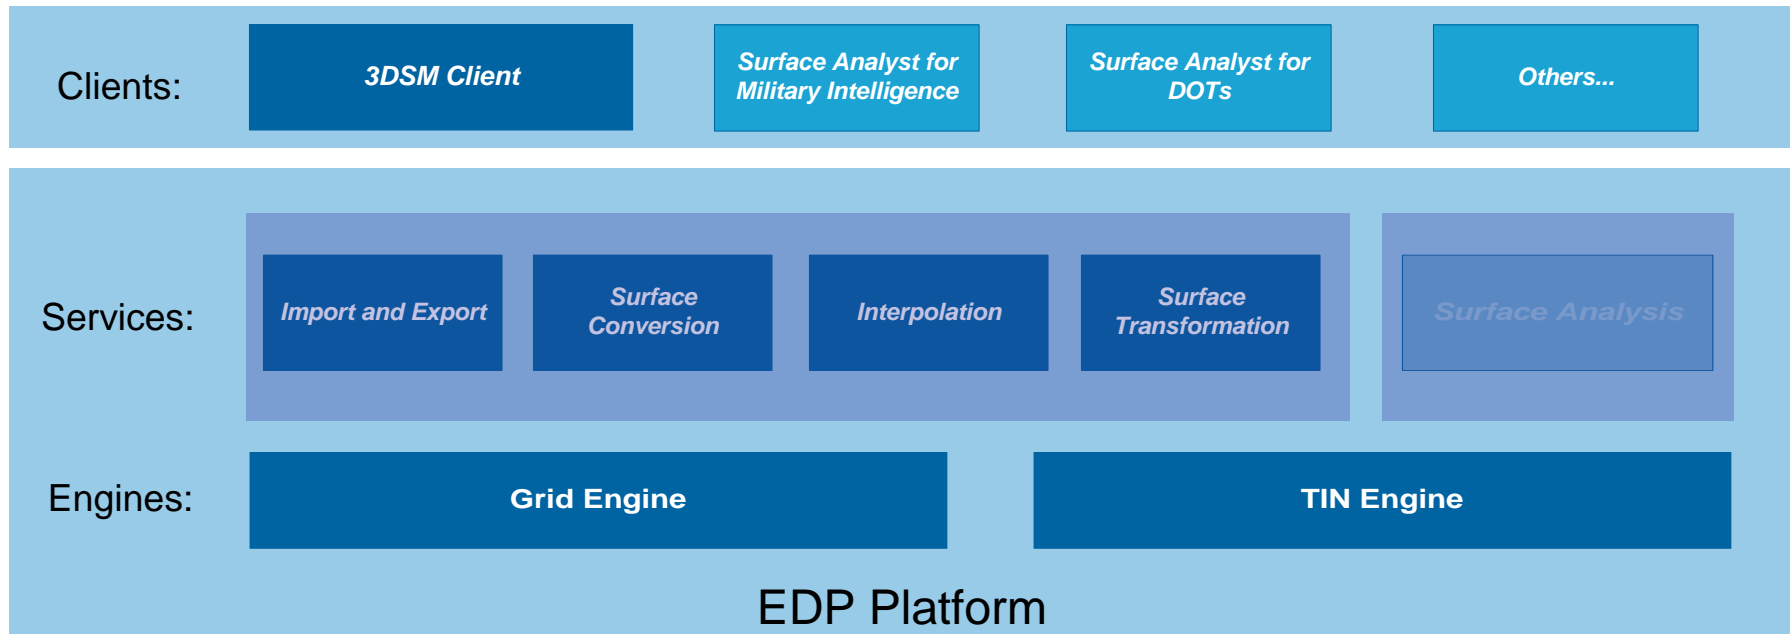 Clients:
3DSM Client
Surface Analyst for
Military Intelligence
Surface Analyst for
DOTs
Others...
Services:
Import and Export
Surface
Conversion
Interpolation
Surface
Transformation
Surface Analysis
Engines:
Grid Engine
TIN Engine
EDP Platform